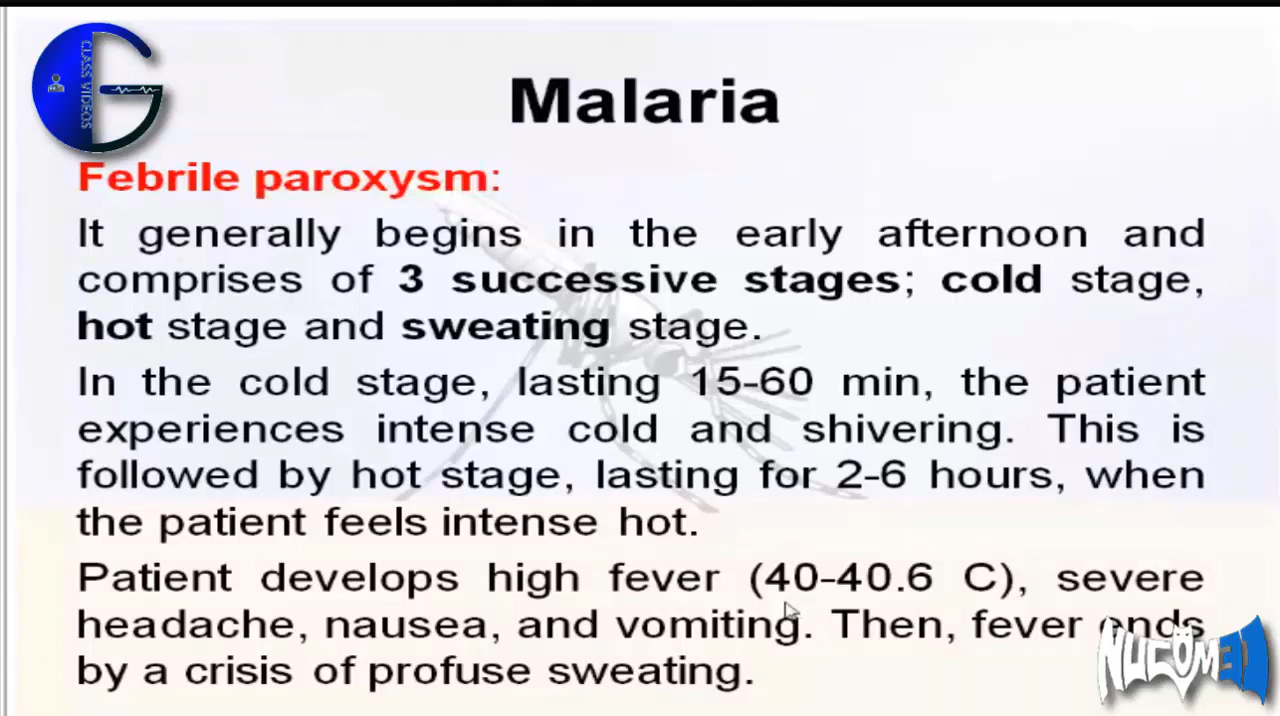 CLASS VIDEOS
Malaria
Febrile paroxysm:
It generally begins in the early afternoon and
comprises of 3 successive stages; cold stage,
hot stage and sweating stage.
In the cold stage, lasting 15-60 min, the patient
experiences intense cold and shivering. This is
followed by hot stage, lasting for 2-6 hours, when
the patient feels intense hot.
Patient develops high fever (40-40.6 C), severe
headache, nausea, and vomiting. Then, fever ends
by a crisis of profuse sweating.
NUCOMED